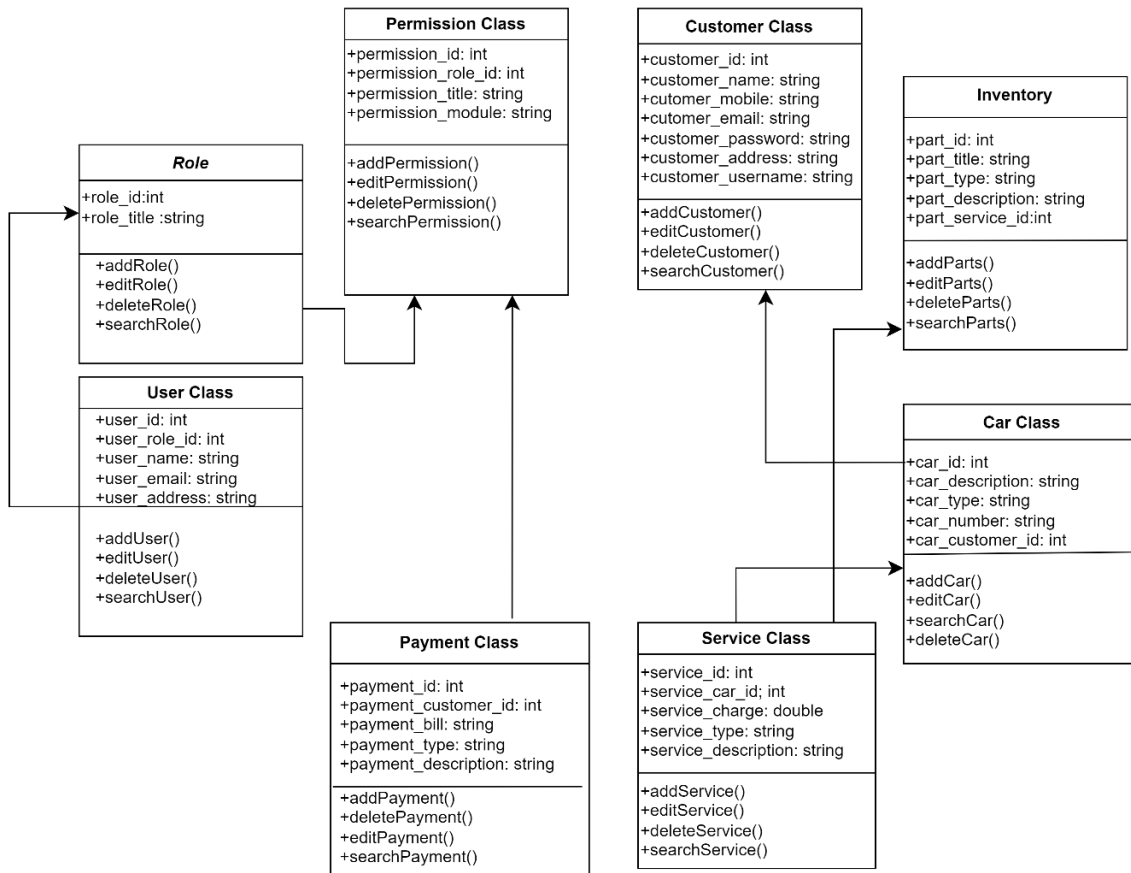 Permission Class
+permission_id: int
+permission_role_id: int
+permission_title: string
+permission_module: string
+addPermission()
+editPermission()
+deletePermission()
+searchPermission()
Customer Class
+customer_id: int
+customer_name: string
+cutomer_mobile: string
+cutomer_email: string
+customer_password: string
+customer_address: string
+customer_username: string
+addCustomer()
+editCustomer()
+deleteCustomer()
+searchCustomer()
Inventory
+part_id: int
+part_title: string
+part_type: string
+part_description: string
+part_service_id:int
+addParts()
+editParts()
+deleteParts()
+searchParts()
Role
+role_id:int
+role_title :string
+addRole()
+editRole()
+deleteRole()
+searchRole()
User Class
+user_id: int
+user_role_id: int
+user_name: string
+user_email: string
+user_address: string
+addUser()
+editUser()
+deleteUser()
+searchUser()
Car Class
+car_id: int
+car_description: string
+car_type: string
+car_number: string
+car_customer_id: int
+addCar()
+editCar()
+searchCar()
+deleteCar()
Payment Class
+payment_id: int
+payment_customer_id: int
+payment_bill: string
+payment_type: string
+payment_description: string
+addPayment()
+deletePayment()
+editPayment()
+searchPayment()
Service Class
+service_id: int
+service_car_id; int
+service_charge: double
+service_type: string
+service_description: string
+addService()
+editService()
+deleteService()
+searchService()